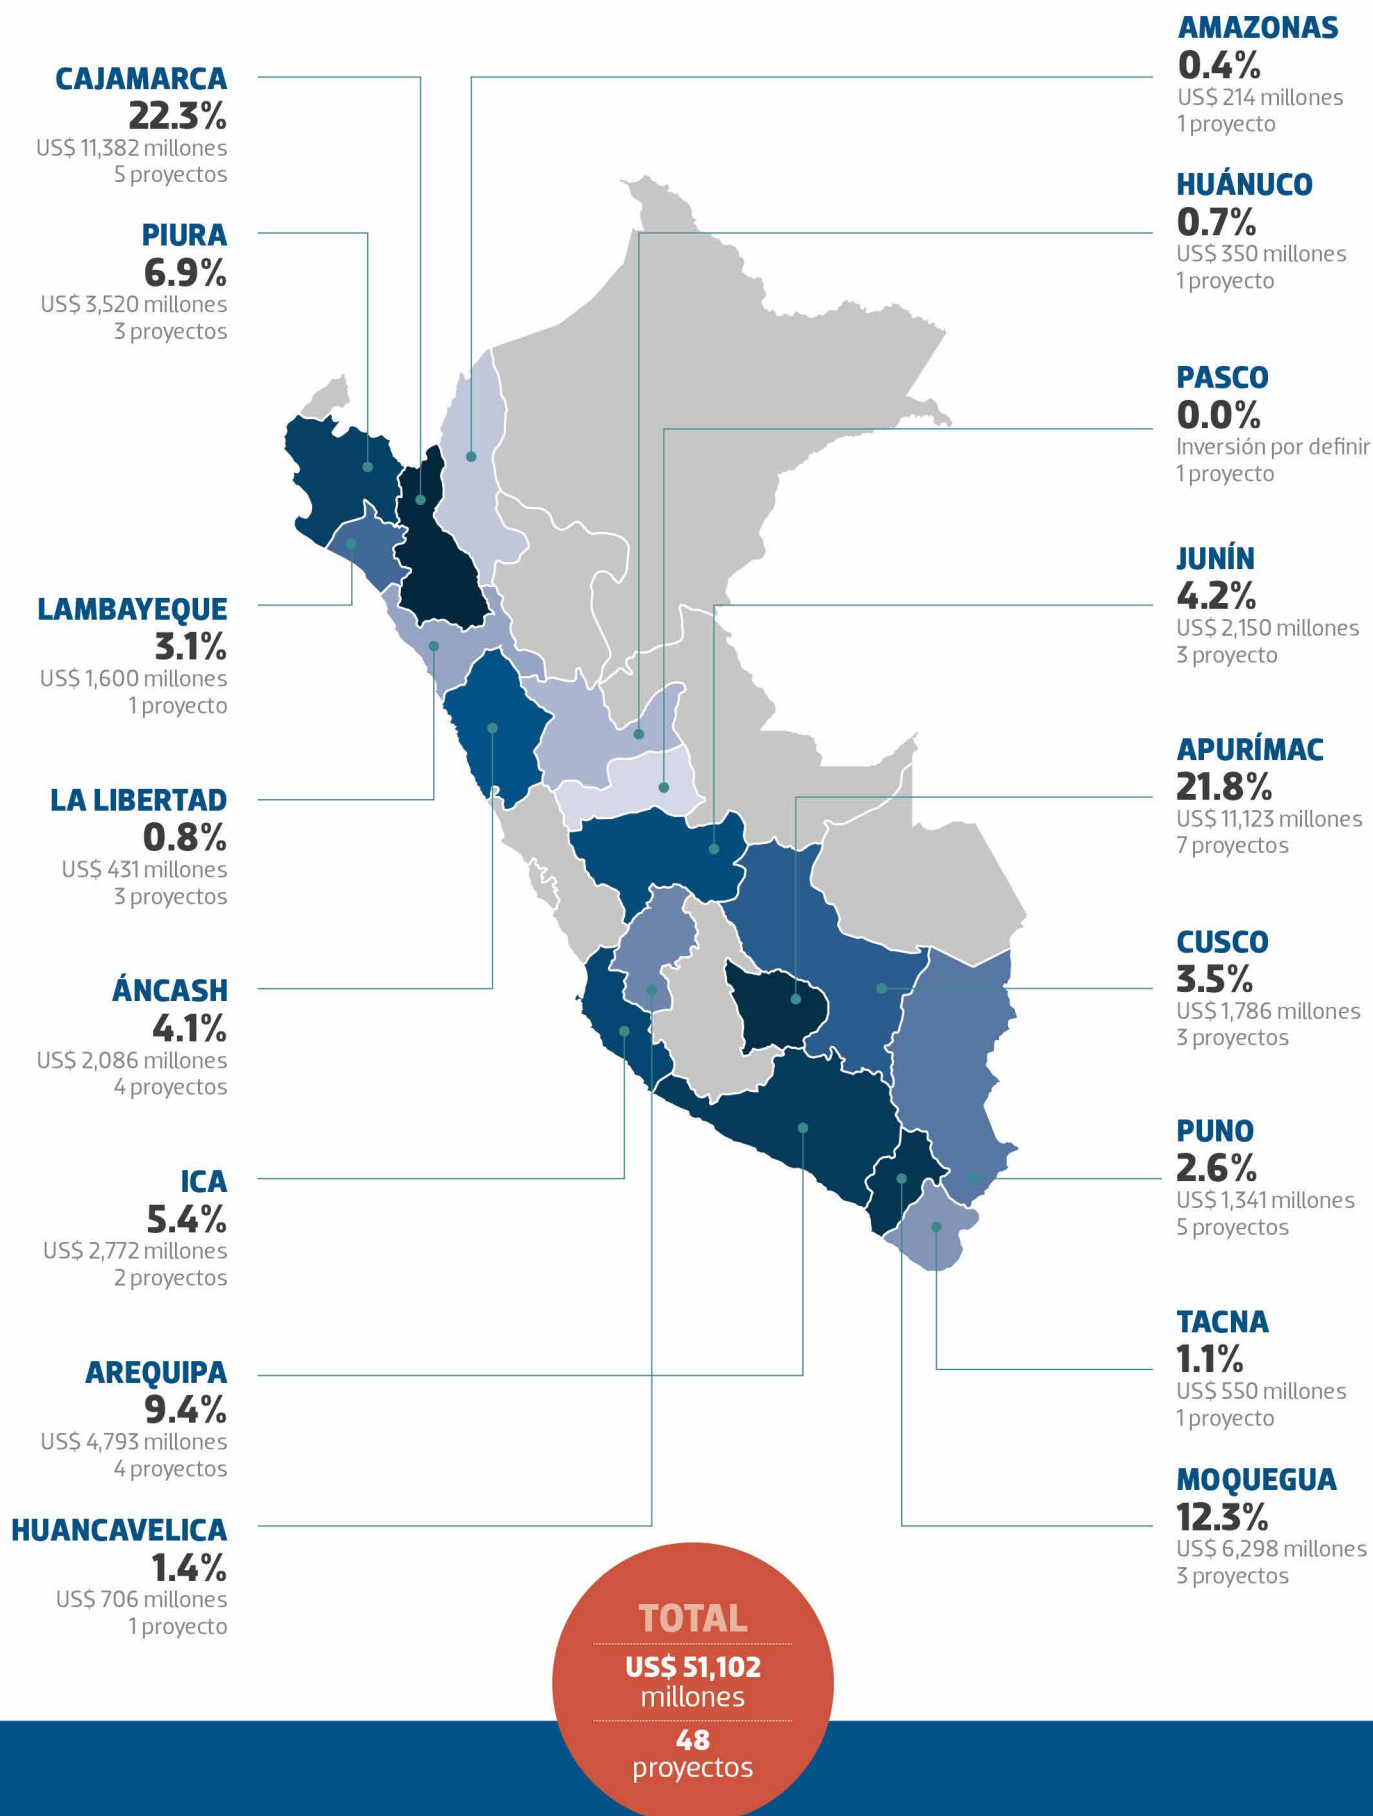 CAJAMARCA
22.3%
US$ 11,382 millones
5 proyectos
PIURA
6.9%
US$ 3,520 millones
3 proyectos
LAMBAYEQUE
3.1%
US$ 1,600 millones
1 proyecto
LA LIBERTAD
0.8%
US$ 431 millones
3 proyectos
ÁNCASH
4.1%
US$ 2,086 millones
4 proyectos
ICA
5.4%
US$ 2,772 millones
2 proyectos
AREQUIPA
9.4%
US$ 4,793 millones
4 proyectos
HUANCAVELICA
1.4%
US$ 706 millones
1 proyecto
AMAZONAS
0.4%
US$ 214 millones
1 proyecto
HUÁNUCO
0.7%
US$ 350 millones
1 proyecto
PASCO
0.0%
Inversión por definir
1 proyecto
JUNÍN
4.2%
US$ 2,150 millones
3 proyecto
APURÍMAC
21.8%
US$ 11,123 millones
7 proyectos
CUSCO
3.5%
US$ 1,786 millones
3 proyectos
PUNO
2.6%
US$ 1,341 millones
5 proyectos
TACNA
1.1%
US$ 550 millones
1 proyecto
MOQUEGUA
12.3%
US$ 6,298 millones
3 proyectos
TOTAL
US$ 51,102
millones
48
proyectos